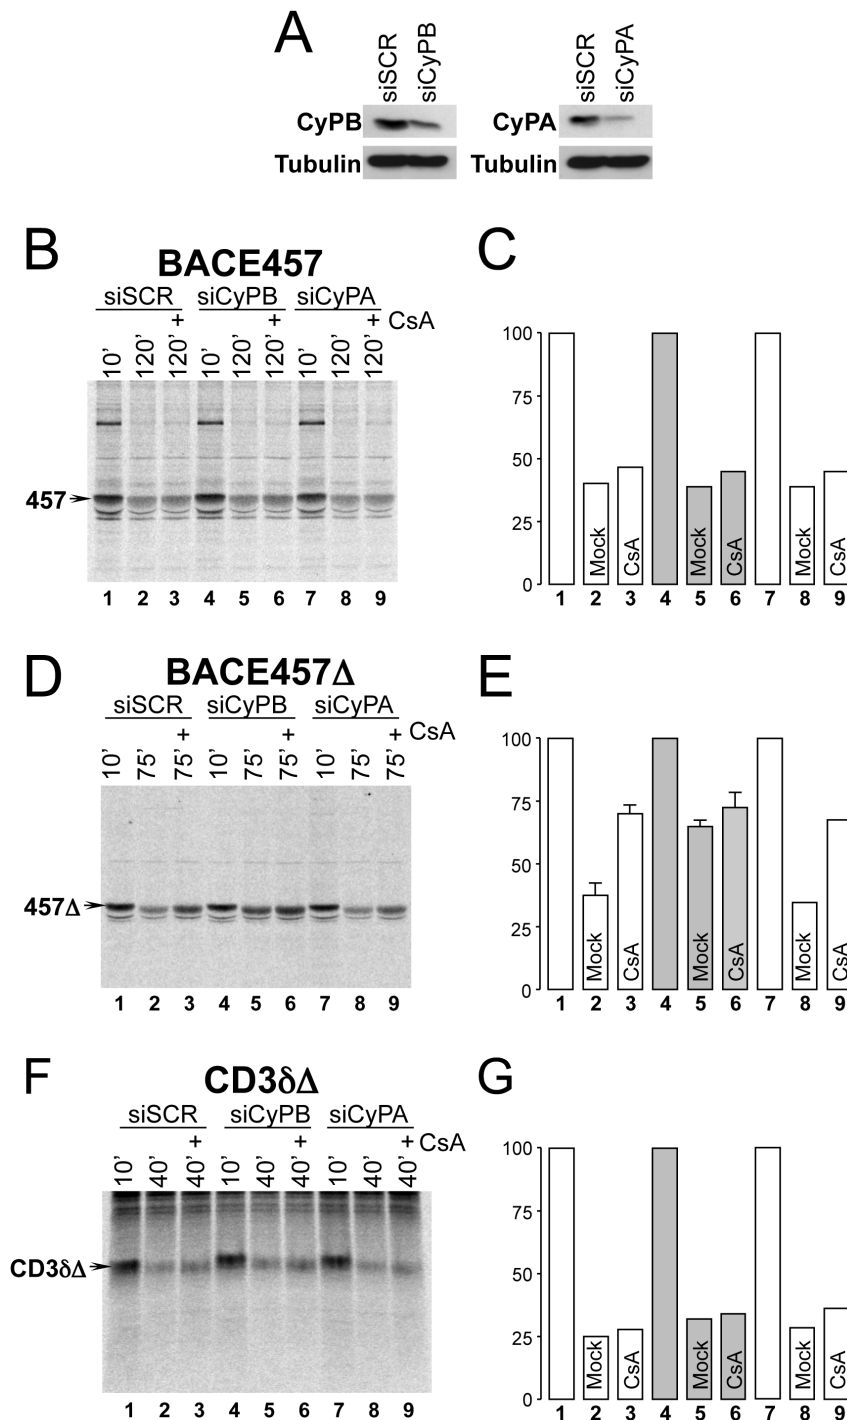 A
siSCR siCyPB siSCR siCyPA
CyPB CyPA
Tubulin Tubulin
B
BACE457
siSCR siCyPB siCyPA
+ + + CsA
10' 120' 120' 10' 120' 120' 10' 120' 120'
457
1 2 3 4 5 6 7 8 9
C
100
75
50
25
0
Mock CsA Mock CsA Mock CsA
1 2 3 4 5 6 7 8 9
D
BACE457Δ
siSCR siCyPB siCyPA
+ + + CsA
10' 75' 75' 10' 75' 75' 10' 75' 75'
457Δ
1 2 3 4 5 6 7 8 9
E
100
75
50
25
0
Mock CsA Mock CsA Mock CsA
1 2 3 4 5 6 7 8 9
F
CD3δΔ
siSCR siCyPB siCyPA
+ + + CsA
10' 40' 40' 10' 40' 40' 10' 40' 40'
CD3δΔ
1 2 3 4 5 6 7 8 9
G
100
75
50
25
0
Mock CsA Mock CsA Mock CsA
1 2 3 4 5 6 7 8 9